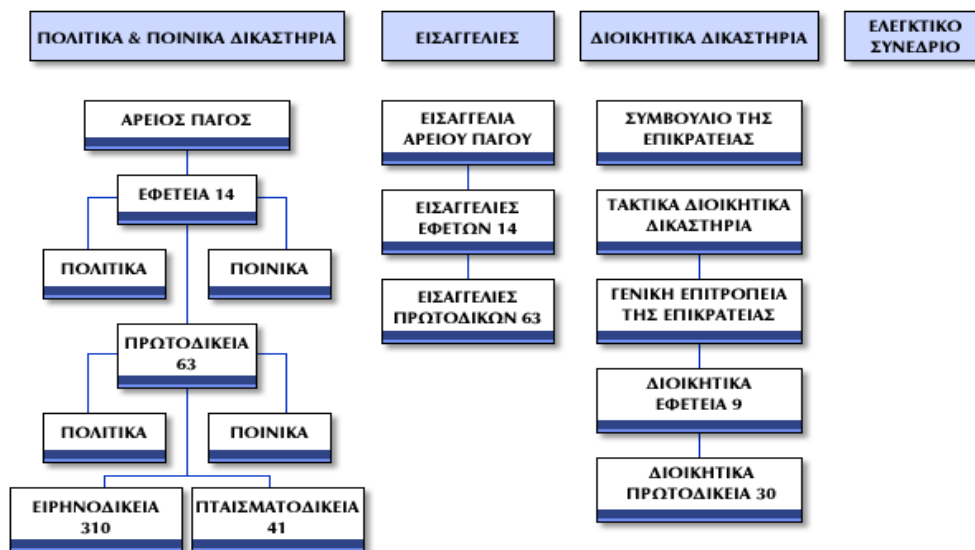 ΠΟΛΙΤΙΚΑ & ΠΟΙΝΙΚΑ ΔΙΚΑΣΤΗΡΙΑ
ΑΡΕΙΟΣ ΠΑΓΟΣ
ΕΦΕΤΕΙΑ 14
ΠΟΛΙΤΙΚΑ
ΠΟΙΝΙΚΑ
ΠΡΩΤΟΔΙΚΕΙΑ
63
ΠΟΛΙΤΙΚΑ
ΠΟΙΝΙΚΑ
ΕΙΡΗΝΟΔΙΚΕΙΑ
310
ΠΤΑΙΣΜΑΤΟΔΙΚΕΙΑ
41
ΕΙΣΑΓΓΕΛΙΕΣ
ΕΙΣΑΓΓΕΛΙΑ
ΑΡΕΙΟΥ ΠΑΓΟΥ
ΕΙΣΑΓΓΕΛΙΕΣ
ΕΦΕΤΩΝ 14
ΕΙΣΑΓΓΕΛΙΕΣ
ΠΡΩΤΟΔΙΚΩΝ 63
ΔΙΟΙΚΗΤΙΚΑ ΔΙΚΑΣΤΗΡΙΑ
ΣΥΜΒΟΥΛΙΟ ΤΗΣ
ΕΠΙΚΡΑΤΕΙΑΣ
ΤΑΚΤΙΚΑ ΔΙΟΙΚΗΤΙΚΑ
ΔΙΚΑΣΤΗΡΙΑ
ΓΕΝΙΚΗ ΕΠΙΤΡΟΠΕΙΑ
ΤΗΣ ΕΠΙΚΡΑΤΕΙΑΣ
ΔΙΟΙΚΗΤΙΚΑ
ΕΦΕΤΕΙΑ 9
ΔΙΟΙΚΗΤΙΚΑ
ΠΡΩΤΟΔΙΚΕΙΑ 30
ΕΛΕΓΚΤΙΚΟ
ΣΥΝΕΔΡΙΟ